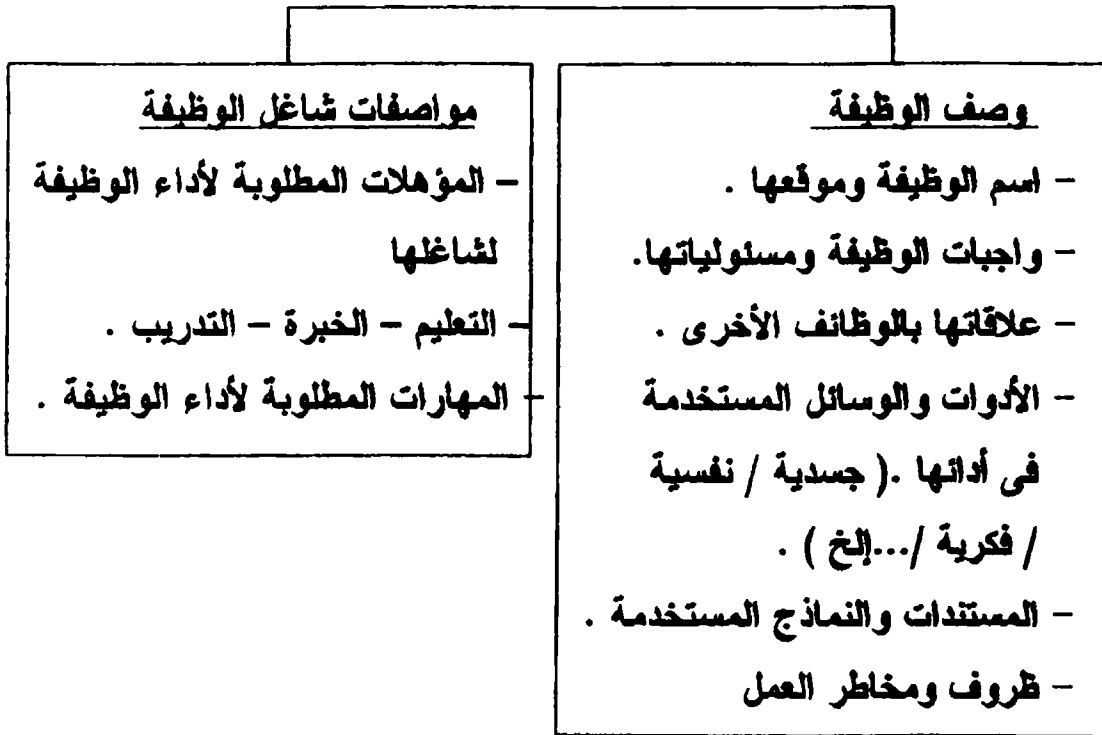 وصف الوظيفة
– اسم الوظيفة وموقعها .
– واجبات الوظيفة ومسئولياتها.
– علاقاتها بالوظائف الأخرى .
– الأدوات والوسائل المستخدمة
فى أدائها .( جسدية / نفسية
/ فكرية /...إلخ ) .
– المستندات والنماذج المستخدمة .
– ظروف ومخاطر العمل
مواصفات شاغل الوظيفة
– المؤهلات المطلوبة لأداء الوظيفة
لشاغلها
– التعليم – الخبرة – التدريب .
– المهارات المطلوبة لأداء الوظيفة .